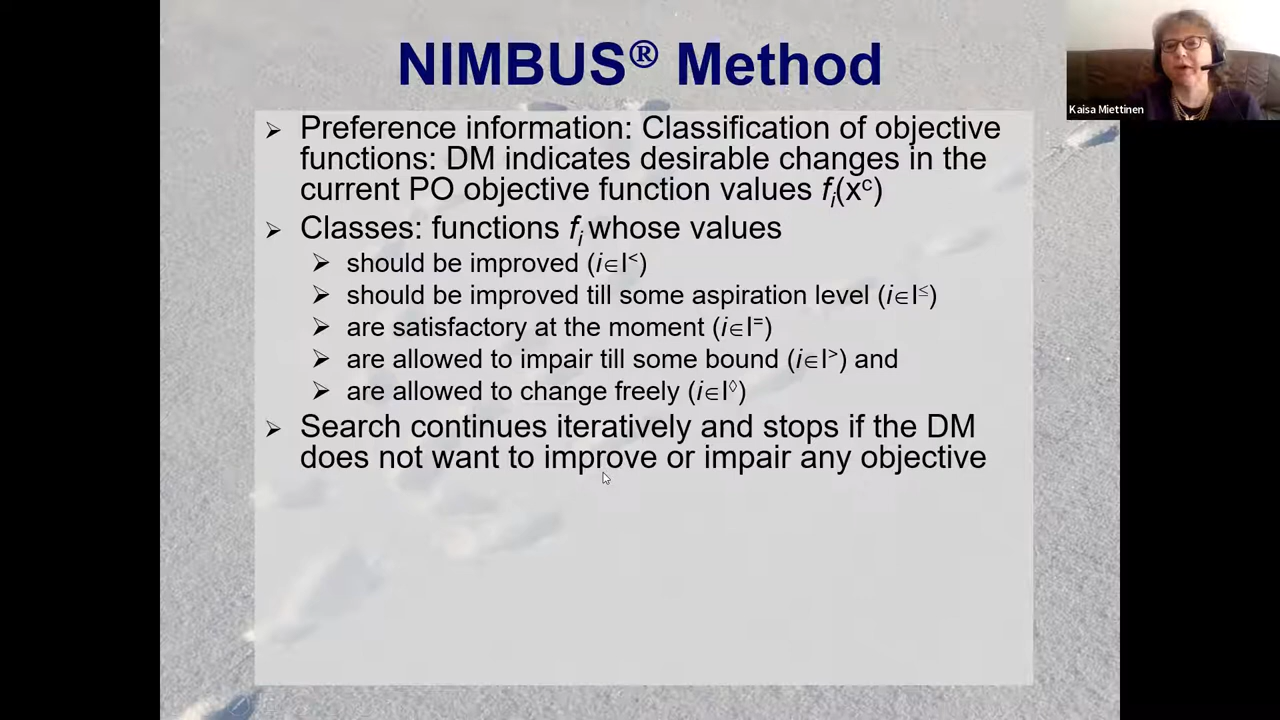 NIMBUS® Method
Kaisa Miettinen
➢ Preference information: Classification of objective
functions: DM indicates desirable changes in the
current PO objective function values fᵢ(xᶜ)
➢ Classes: functions fᵢ whose values
➢ should be improved (i∈I<)
➢ should be improved till some aspiration level (i∈I≤)
➢ are satisfactory at the moment (i∈I=)
➢ are allowed to impair till some bound (i∈I>) and
➢ are allowed to change freely (i∈I◊)
➢ Search continues iteratively and stops if the DM
does not want to improve or impair any objective